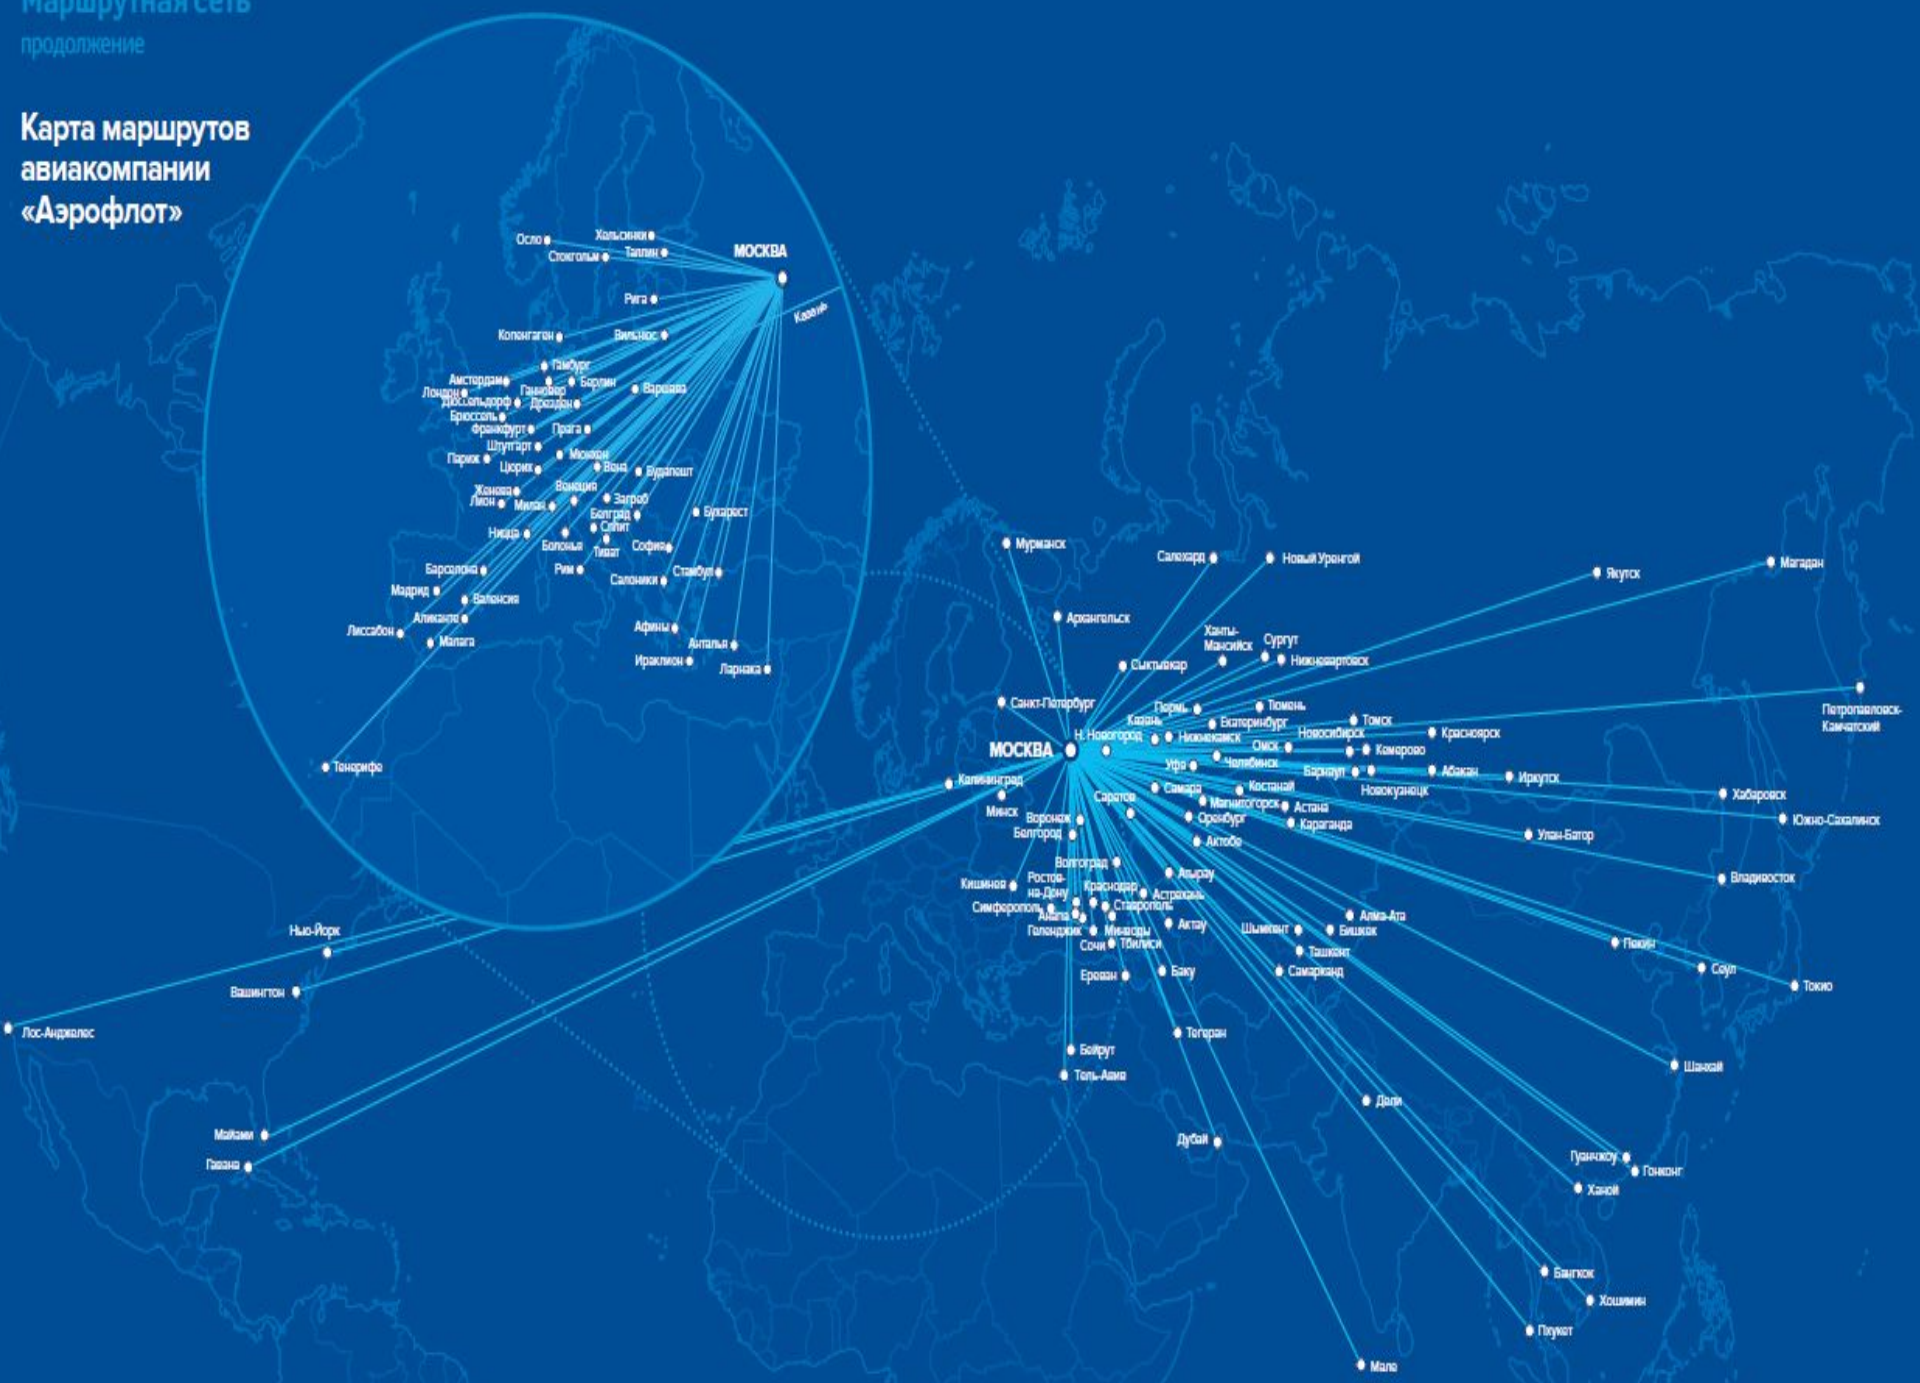 Маршрутная сеть
продолжение
Карта маршрутов
авиакомпании
«Аэрофлот»
МОСКВА
Осло
Хельсинки
Стокгольм
Таллин
Рига
Казань
Копенгаген
Вильнюс
Гамбург
Амстердам
Ганновер
Берлин
Лондон
Варшава
Дюссельдорф
Дрезден
Брюссель
Франкфурт
Прага
Штутгарт
Париж
Мюнхен
Цюрих
Вена
Будапешт
Женева
Венеция
Лион
Милан
Загреб
Белград
Бухарест
Сплит
Ницца
Болонья
Тиват
София
Барселона
Рим
Салоники
Стамбул
Мадрид
Валенсия
Аликанте
Лиссабон
Малага
Афины
Анталья
Ираклион
Ларнака
Тенерифе
Мурманск
Салехард
Новый Уренгой
Якутск
Магадан
Архангельск
Ханты-
Мансийск
Сургут
Нижневартовск
Сыктывкар
Санкт-Петербург
Пермь
Тюмень
Казань
Екатеринбург
Томск
Петропавловск-
Камчатский
Н. Новгород
Нижнекамск
Новосибирск
Красноярск
МОСКВА
Омск
Кемерово
Уфа
Челябинск
Барнаул
Абакан
Иркутск
Калининград
Самара
Костанай
Новокузнецк
Хабаровск
Минск
Саратов
Магнитогорск
Астана
Воронеж
Оренбург
Караганда
Южно-Сахалинск
Белгород
Актобе
Улан-Батор
Волгоград
Атырау
Владивосток
Кишинев
Ростов-
на-Дону
Краснодар
Астрахань
Симферополь
Ставрополь
Анапа
Алма-Ата
Геленджик
Минводы
Актау
Шымкент
Бишкек
Сочи
Тбилиси
Ташкент
Пекин
Ереван
Баку
Самарканд
Сеул
Токио
Нью-Йорк
Вашингтон
Лос-Анджелес
Тегеран
Бейрут
Тель-Авив
Шанхай
Дели
Майами
Гавана
Дубай
Гуанчжоу
Гонконг
Ханой
Бангкок
Хошимин
Пхукет
Мале